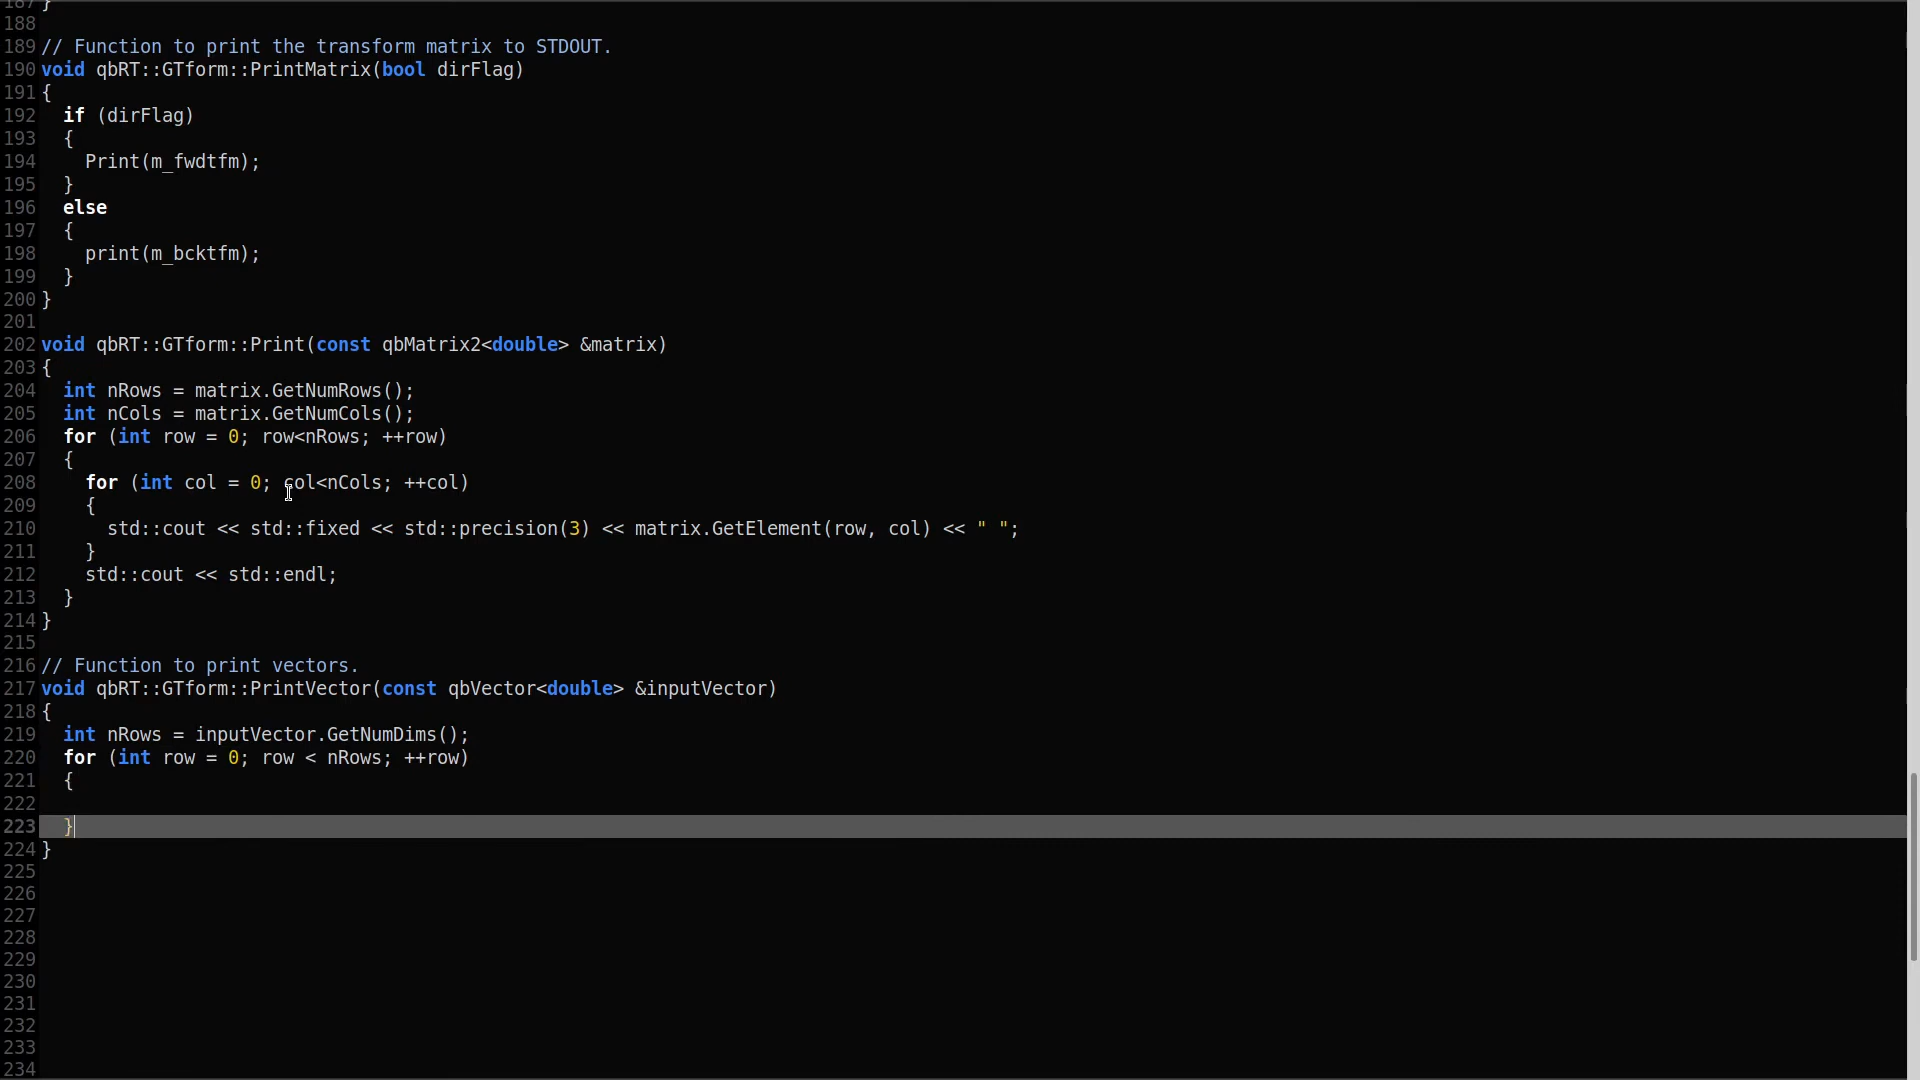 187 }
188
189 // Function to print the transform matrix to STDOUT.
190 void qbRT::GTform::PrintMatrix(bool dirFlag)
191 {
192   if (dirFlag)
193   {
194     Print(m_fwdtfm);
195   }
196   else
197   {
198     print(m_bcktfm);
199   }
200 }
201
202 void qbRT::GTform::Print(const qbMatrix2<double> &matrix)
203 {
204   int nRows = matrix.GetNumRows();
205   int nCols = matrix.GetNumCols();
206   for (int row = 0; row<nRows; ++row)
207   {
208     for (int col = 0; col<nCols; ++col)
209     {
210       std::cout << std::fixed << std::precision(3) << matrix.GetElement(row, col) << " ";
211     }
212     std::cout << std::endl;
213   }
214 }
215
216 // Function to print vectors.
217 void qbRT::GTform::PrintVector(const qbVector<double> &inputVector)
218 {
219   int nRows = inputVector.GetNumDims();
220   for (int row = 0; row < nRows; ++row)
221   {
222
223   }
224 }
225
226
227
228
229
230
231
232
233
234